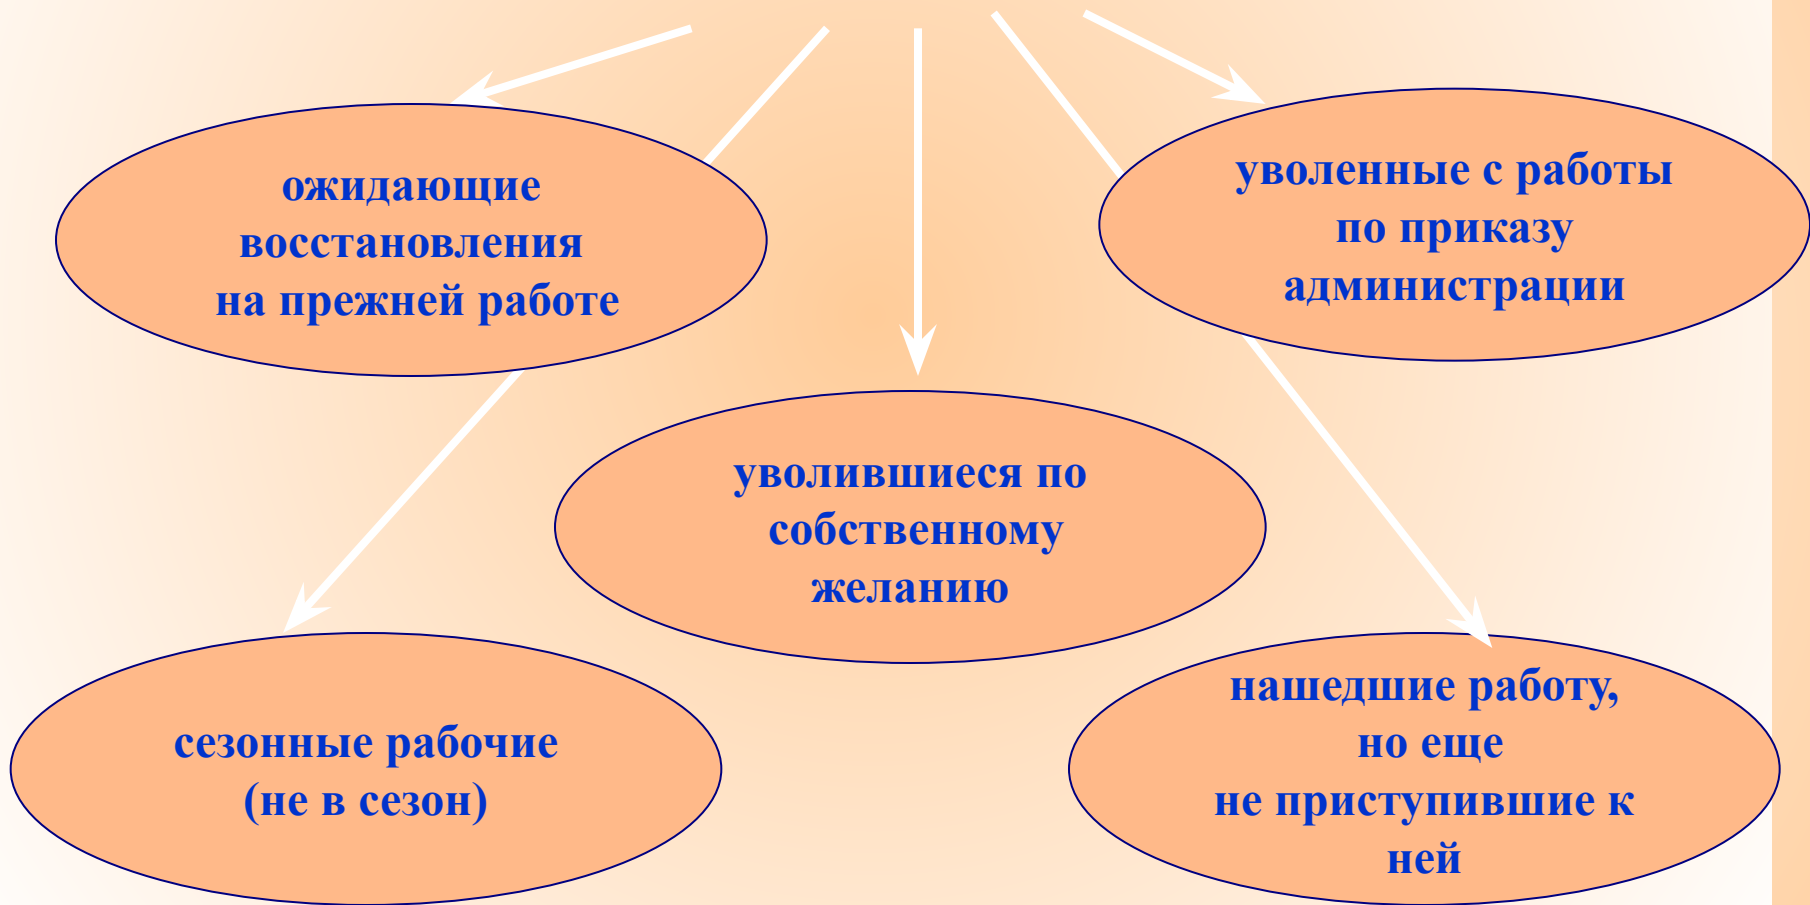 ожидающие
восстановления
на прежней работе
уволенные с работы
по приказу
администрации
уволившиеся по
собственному
желанию
сезонные рабочие
(не в сезон)
нашедшие работу,
но еще
не приступившие к
ней